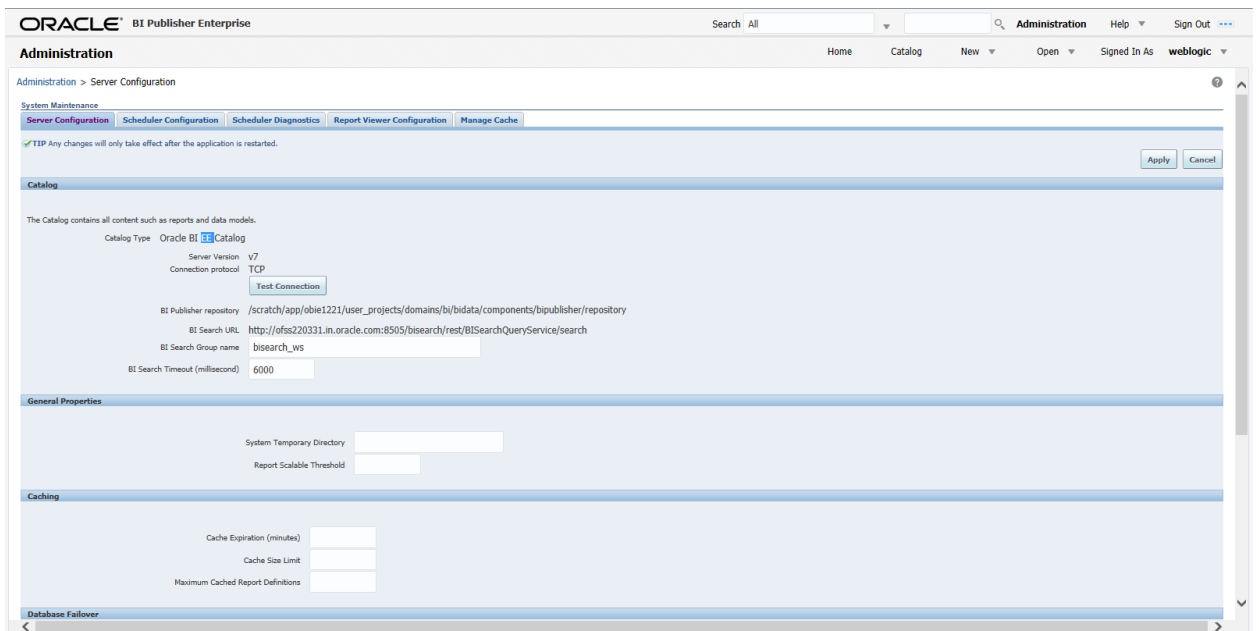 ORACLE BI Publisher Enterprise Search All Administration Help Sign Out
Administration Home Catalog New Open Signed In As weblogic
Administration > Server Configuration
System Maintenance
Server Configuration Scheduler Configuration Scheduler Diagnostics Report Viewer Configuration Manage Cache
TIP Any changes will only take effect after the application is restarted.
Apply Cancel
Catalog
The Catalog contains all content such as reports and data models.
Catalog Type Oracle BI EE Catalog
Server Version v7
Connection protocol TCP
Test Connection
BI Publisher repository /scratch/app/obie1221/user_projects/domains/bi/bidata/components/bipublisher/repository
BI Search URL http://ofss220331.in.oracle.com:8505/bisearch/rest/BISearchQueryService/search
BI Search Group name bisearch_ws
BI Search Timeout (millisecond) 6000
General Properties
System Temporary Directory
Report Scalable Threshold
Caching
Cache Expiration (minutes)
Cache Size Limit
Maximum Cached Report Definitions
Database Failover